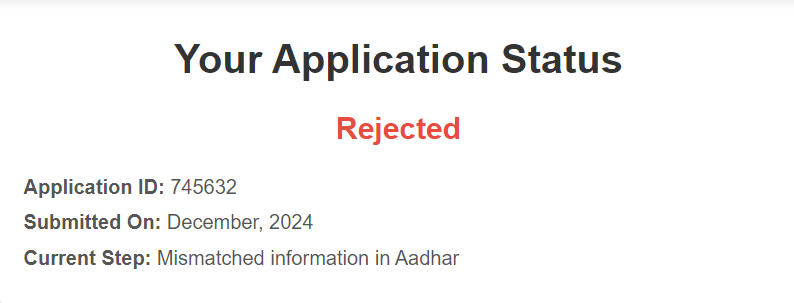 Your Application Status
Rejected
Application ID: 745632
Submitted On: December, 2024
Current Step: Mismatched information in Aadhar